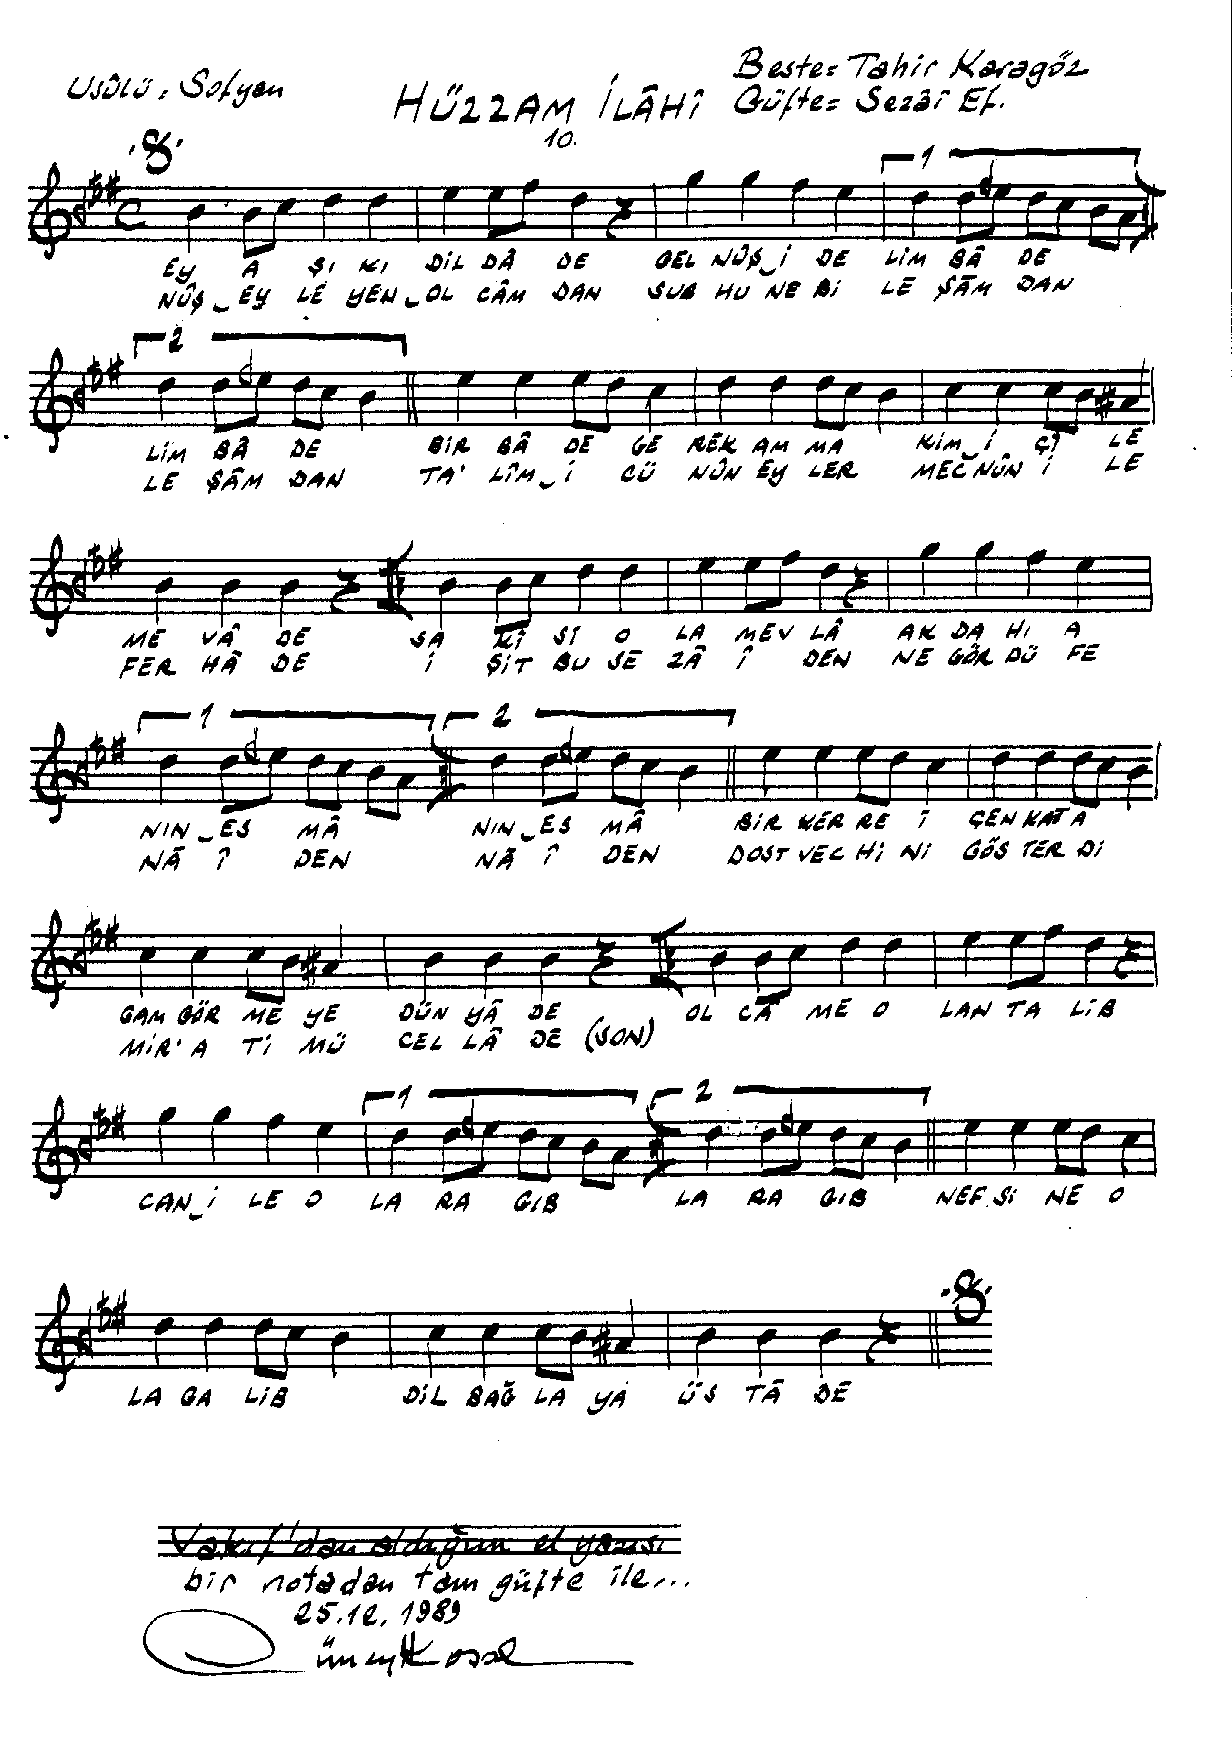 Usûlü: Sofyan
HÜZZAM İLÂHÎ
10.
Beste= Tahir Karagöz
Güfte= Sezâî Ef.
1
EY A ŞI KI DİL DÂ DE GEL NÛŞ‿İ DE LİM BÂ DE
NÛŞ‿EY LE YEN‿OL CÂM DAN SUB HU NE Bİ LE ŞÂM DAN
2
LİM BÂ DE BİR BÂ DE GE REK AM MA KİM‿İ Çİ LE
LE ŞÂM DAN TA' LÎM‿İ CÜ NÛN EY LER MEC NÛN İ LE
ME VÂ DE SA KÎ Sİ O LA MEV LÂ AK DA HI A
FER HÂ DE İ ŞİT BU SE ZÂ Î DEN NE GÖR DÜ FE
1 2
NIN‿ES MÂ NIN‿ES MÂ BİR KER RE İ ÇEN KAT A
NÂ Î DEN NÂ Î DEN DOST VEC Hİ Nİ GÖS TER Dİ
GAM GÖR ME YE DÜN YÂ DE OL CÂ ME O LAN TA LİB
MİR' A TI MÜ CEL LÂ DE (SON)
1 2
CAN‿İ LE O LA RA GIB LA RA GIB NEF Sİ NE O
LA GA LİB DİL BAĞ LA YA ÜS TÂ DE
Vakıf'dan aldığım el yazısı
bir notadan tam güfte ile...
25.12.1989
Cüneyt Kosal